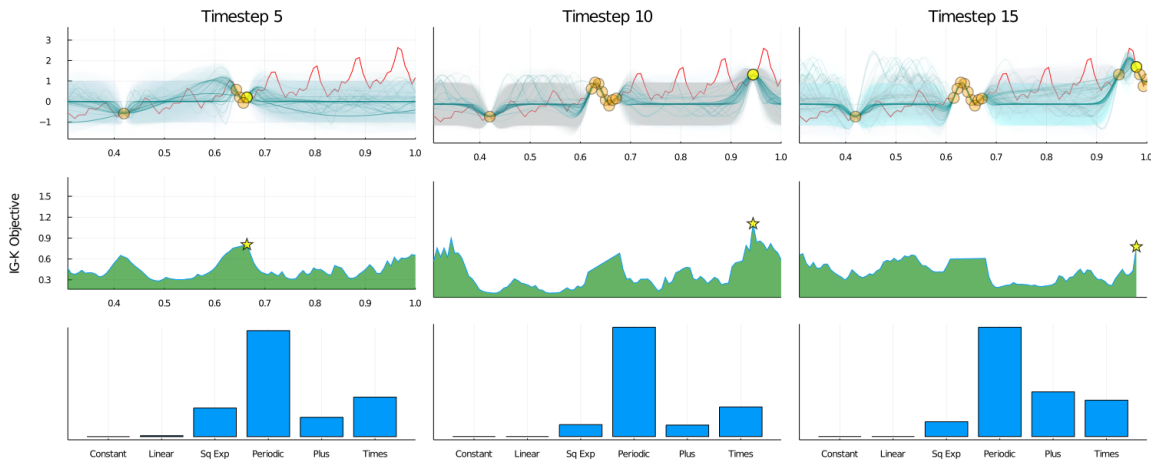 Timestep 5 Timestep 10 Timestep 15
3
2
1
0
−1
0.4 0.5 0.6 0.7 0.8 0.9 1.0 0.4 0.5 0.6 0.7 0.8 0.9 1.0 0.4 0.5 0.6 0.7 0.8 0.9 1.0
IG-K Objective
1.5
1.2
0.9
0.6
0.3
0.4 0.5 0.6 0.7 0.8 0.9 1.0
Constant Linear Sq Exp Periodic Plus Times Constant Linear Sq Exp Periodic Plus Times Constant Linear Sq Exp Periodic Plus Times